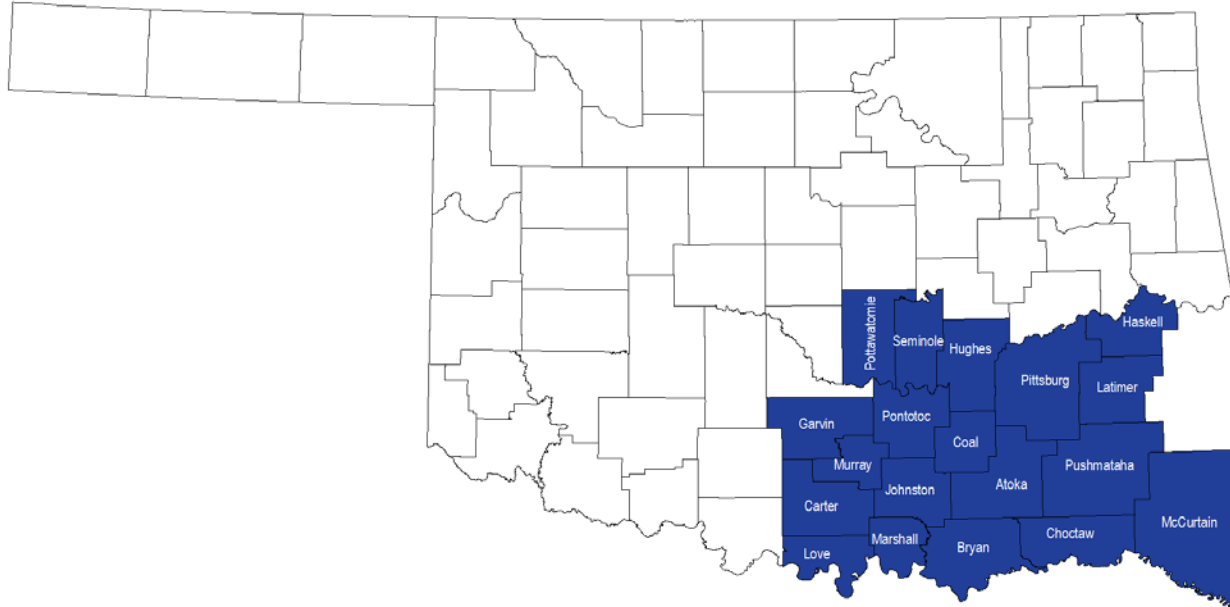 Haskell
Pottawatomie
Seminole
Hughes
Pittsburg
Latimer
Garvin
Pontotoc
Coal
Murray
Pushmataha
Johnston
Atoka
Carter
McCurtain
Marshall
Choctaw
Love
Bryan